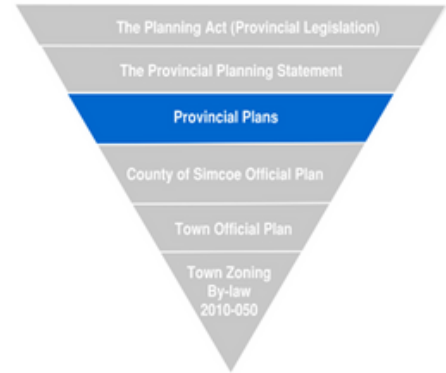 The Planning Act (Provincial Legislation)
The Provincial Planning Statement
Provincial Plans
County of Simcoe Official Plan
Town Official Plan
Town Zoning
By-law
2010-050